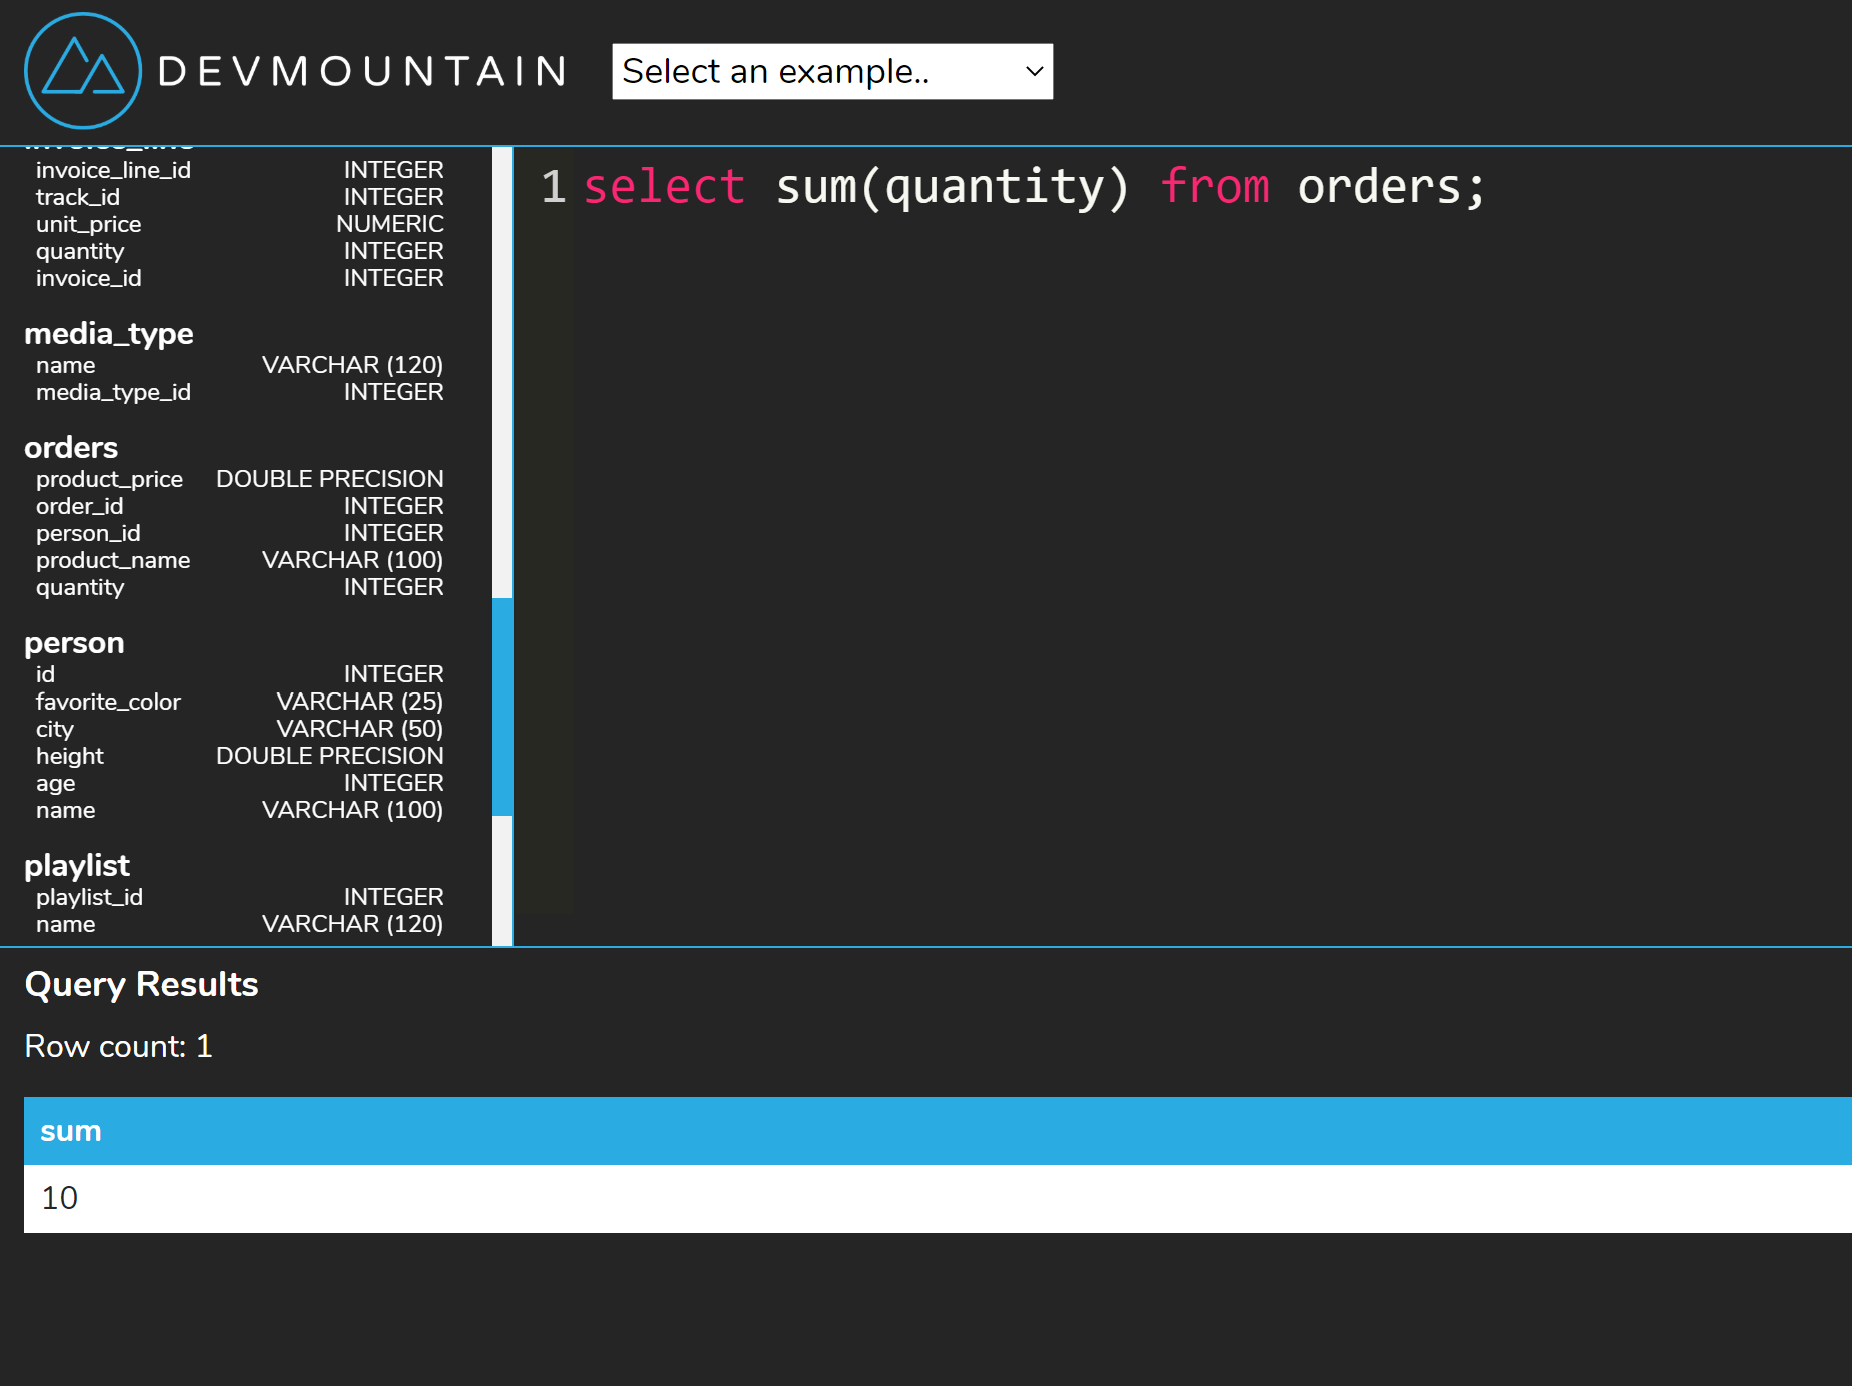 DEVMOUNTAIN
Select an example..
invoice_line_id INTEGER
track_id INTEGER
unit_price NUMERIC
quantity INTEGER
invoice_id INTEGER
media_type
name VARCHAR (120)
media_type_id INTEGER
orders
product_price DOUBLE PRECISION
order_id INTEGER
person_id INTEGER
product_name VARCHAR (100)
quantity INTEGER
person
id INTEGER
favorite_color VARCHAR (25)
city VARCHAR (50)
height DOUBLE PRECISION
age INTEGER
name VARCHAR (100)
playlist
playlist_id INTEGER
name VARCHAR (120)
1 select sum(quantity) from orders;
Query Results
Row count: 1
sum
10